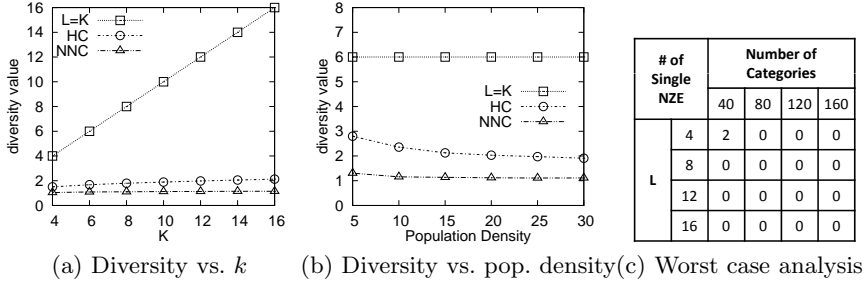 diversity value
16
14
12
10
8
6
4
2
0
L=K
HC
NNC
4 6 8 10 12 14 16
K
(a) Diversity vs. k
diversity value
8
7
6
5
4
3
2
1
0
L=K
HC
NNC
5 10 15 20 25 30
Population Density
(b) Diversity vs. pop. density
# of
Single
NZE
Number of
Categories
40 80 120 160
L
4 2 0 0 0
8 0 0 0 0
12 0 0 0 0
16 0 0 0 0
(c) Worst case analysis